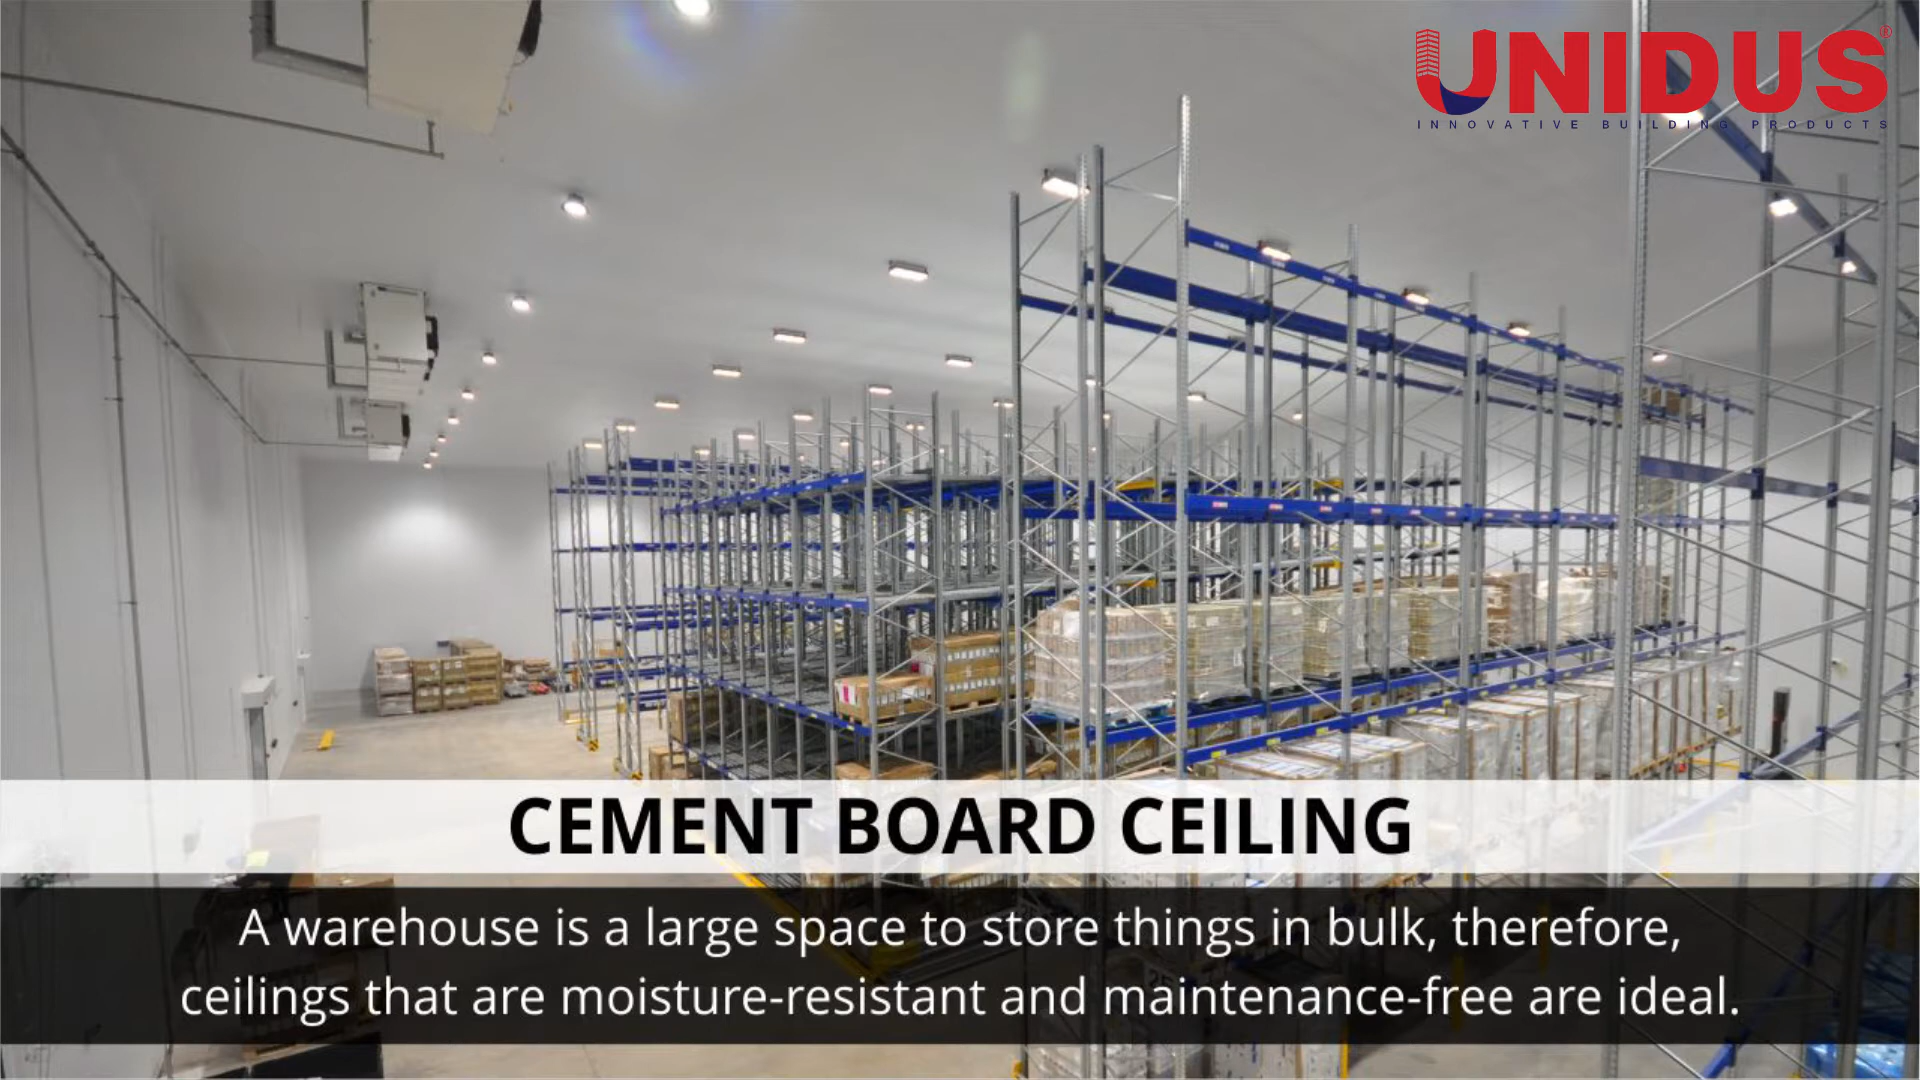 UNIDUS®
INNOVATIVE BUILDING PRODUCTS
CEMENT BOARD CEILING
A warehouse is a large space to store things in bulk, therefore,
ceilings that are moisture-resistant and maintenance-free are ideal.